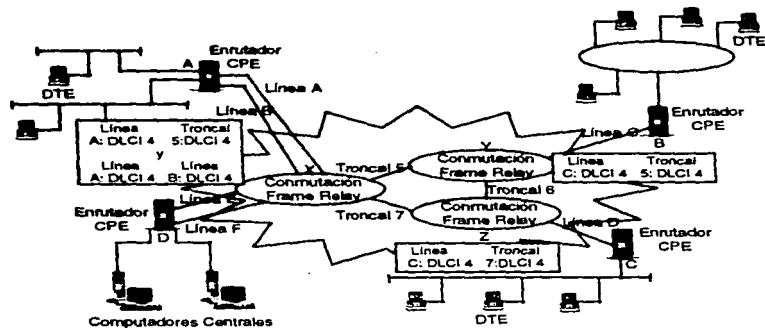 Enrutador
CPE
A
DTE
Línea A
Línea B
Línea Troncal
A: DLCI 4 5:DLCI 4
y
Línea Línea
A: DLCI 4 B: DLCI 4
X
Conmutación
Frame Relay
Troncal 5
Y
Conmutación
Frame Relay
Troncal 6
Troncal 7
Conmutación
Frame Relay
Z
DTE
Enrutador
CPE
B
Línea C
Línea Troncal
C: DLCI 4 5: DLCI 4
Enrutador
CPE
D
Línea
Línea F
Computadores Centrales
Línea D
Enrutador
CPE
C
Línea Troncal
C: DLCI 4 7:DLCI 4
DTE